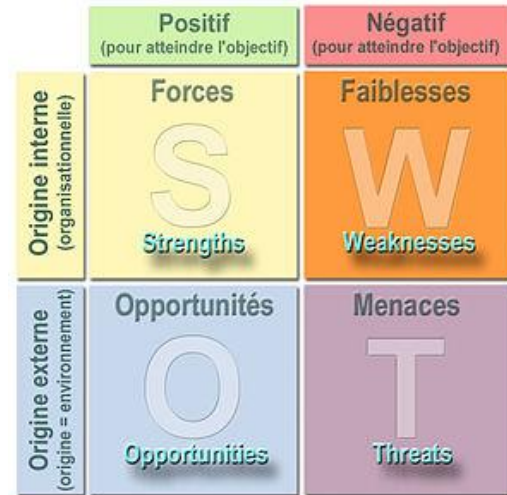 Positif
(pour atteindre l'objectif)
Négatif
(pour atteindre l'objectif)
Origine interne
(organisationnelle)
Forces
S
Strengths
Faiblesses
W
Weaknesses
Origine externe
(origine = environnement)
Opportunités
O
Opportunities
Menaces
T
Threats